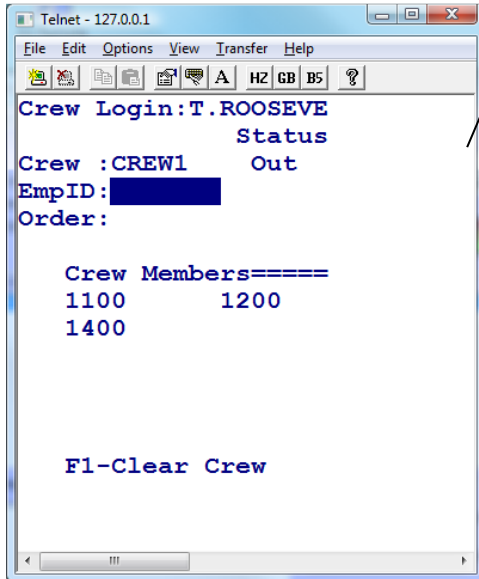 Telnet - 127.0.0.1
File Edit Options View Transfer Help
A HZ GB B5 ?
Crew Login:T.ROOSEVE
Status
Crew :CREW1 Out
EmpID:
Order:
Crew Members=====
1100 1200
1400
F1-Clear Crew